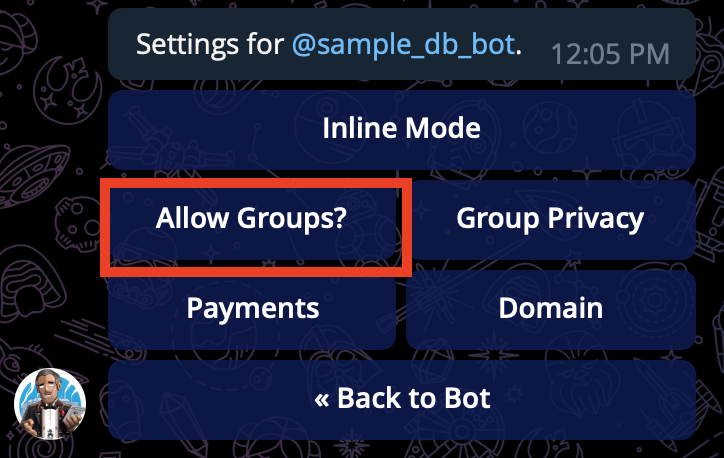 Settings for @sample_db_bot.
12:05 PM
Inline Mode
Allow Groups?
Group Privacy
Payments
Domain
« Back to Bot